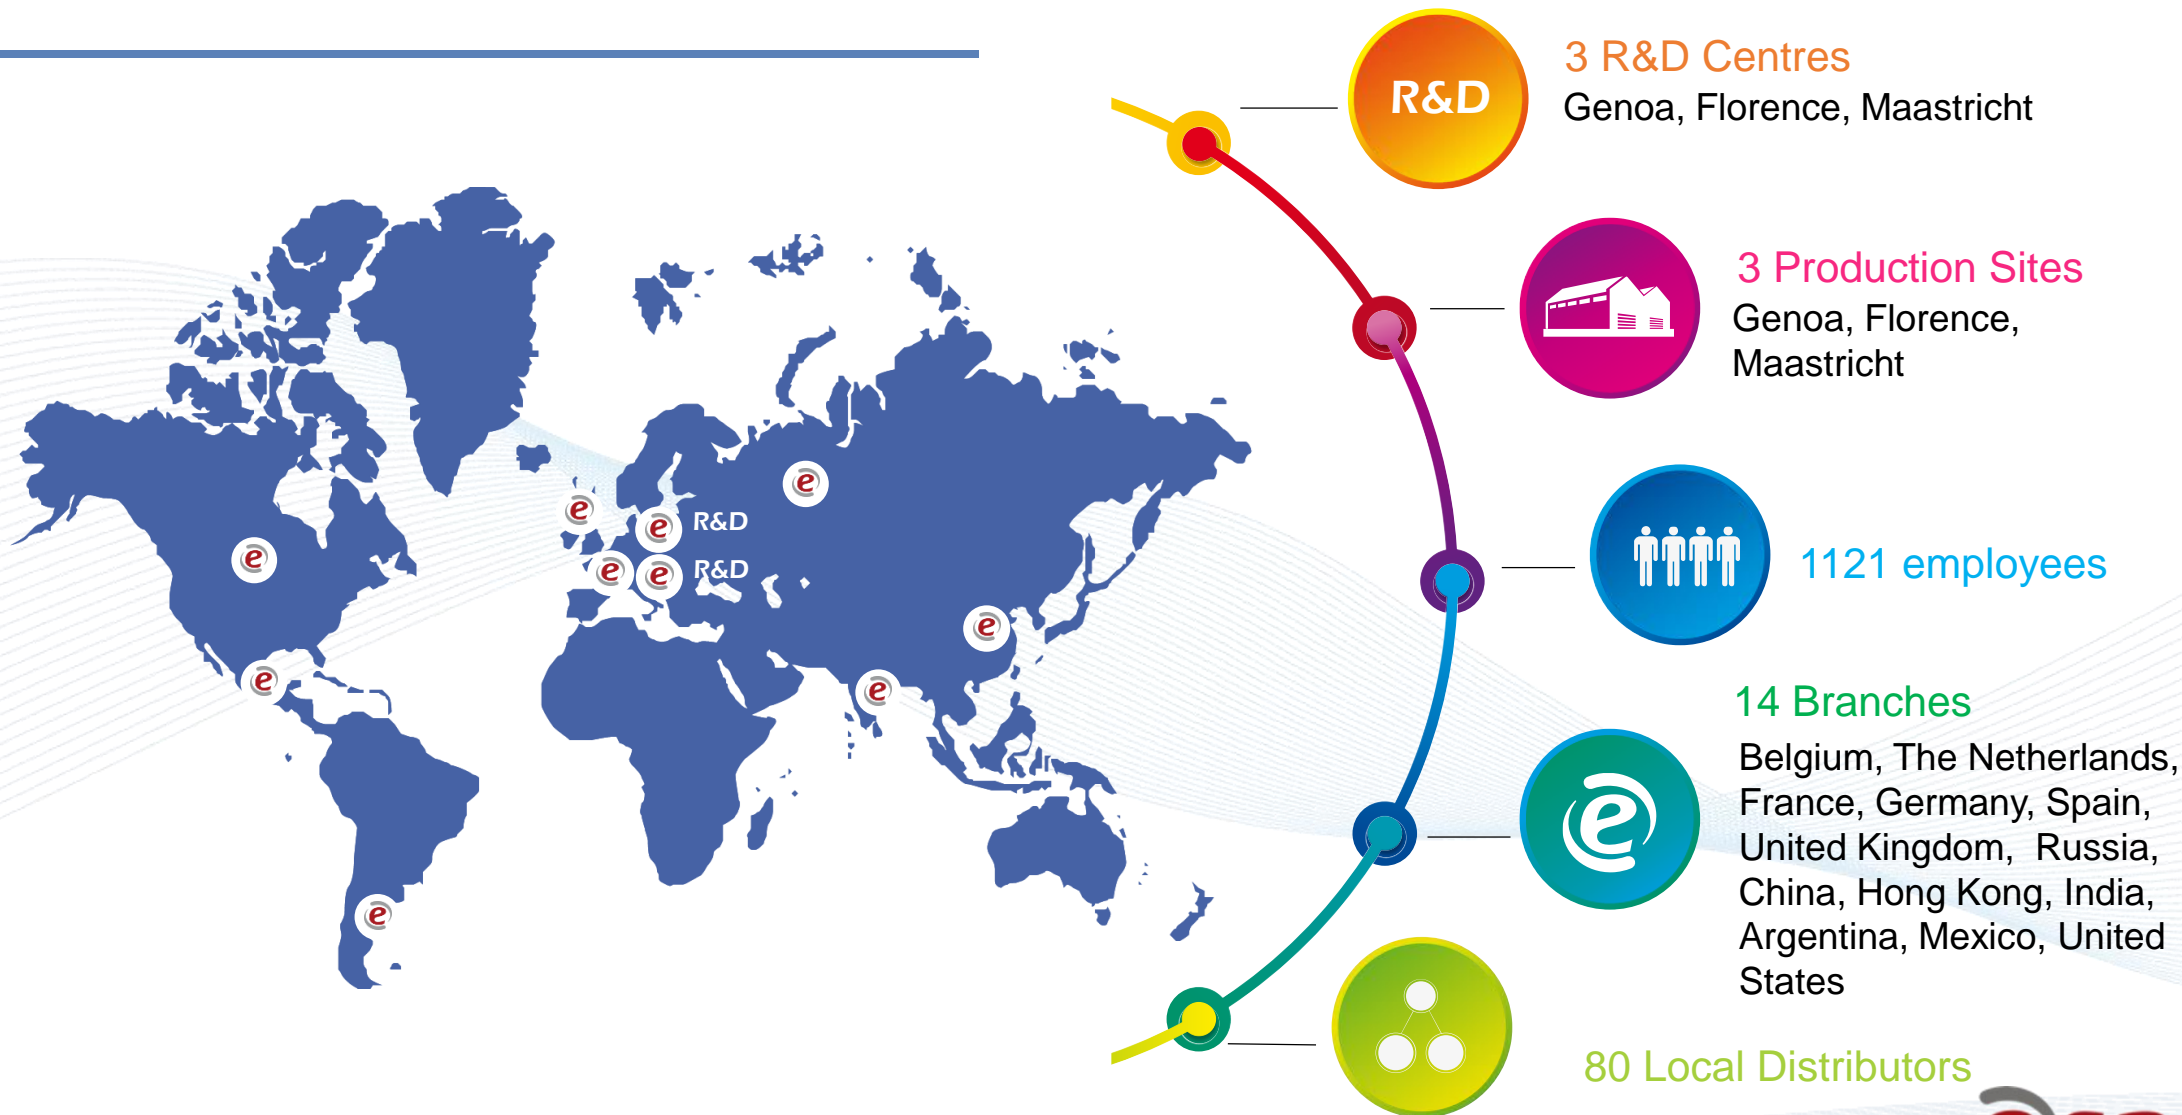 R&D
3 R&D Centres
Genoa, Florence, Maastricht
3 Production Sites
Genoa, Florence,
Maastricht
1121 employees
14 Branches
Belgium, The Netherlands,
France, Germany, Spain,
United Kingdom, Russia,
China, Hong Kong, India,
Argentina, Mexico, United
States
80 Local Distributors
e
e
e
e R&D
e
e R&D
e
e
e
e
e
e